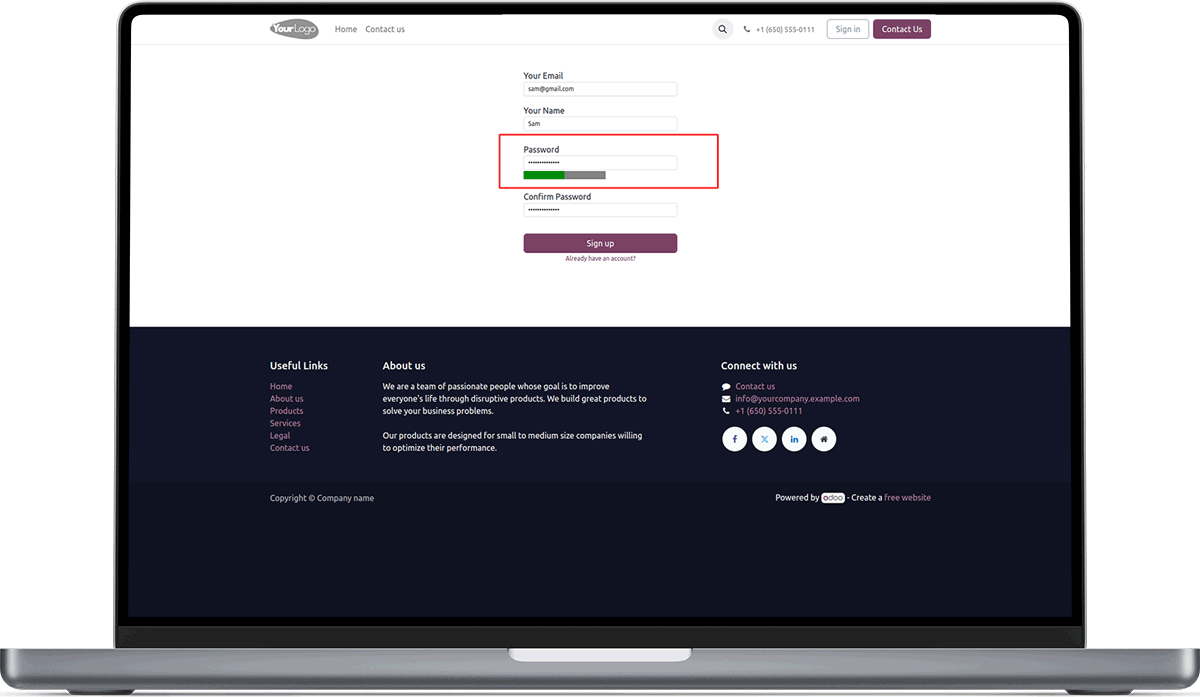 YourLogo
Home Contact us
+1 (650) 555-0111 Sign in Contact Us
Your Email
sam@gmail.com
Your Name
Sam
Password
••••••••••••••
Confirm Password
••••••••••••••
Sign up
Already have an account?
Useful Links
Home
About us
Products
Services
Legal
Contact us
About us
We are a team of passionate people whose goal is to improve
everyone's life through disruptive products. We build great products to
solve your business problems.
Our products are designed for small to medium size companies willing
to optimize their performance.
Connect with us
Contact us
info@yourcompany.example.com
+1 (650) 555-0111
Copyright © Company name
Powered by odoo - Create a free website